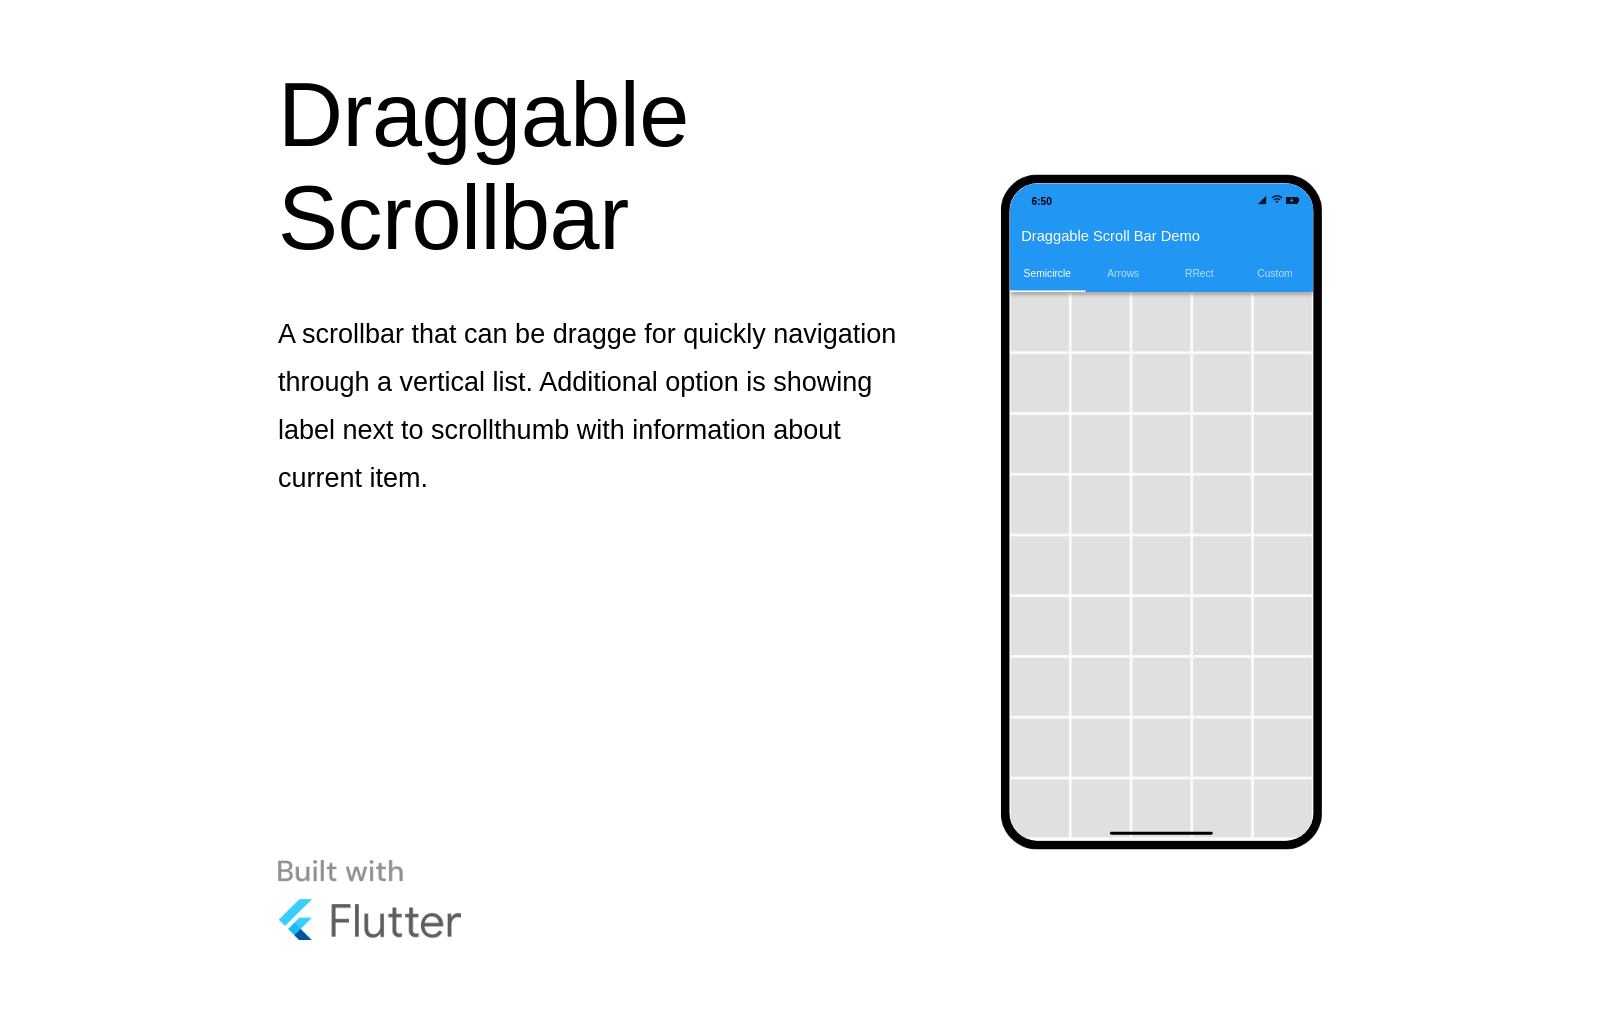 Draggable
Scrollbar
A scrollbar that can be dragge for quickly navigation
through a vertical list. Additional option is showing
label next to scrollthumb with information about
current item.
6:50
Draggable Scroll Bar Demo
Semicircle Arrows RRect Custom
Built with
Flutter